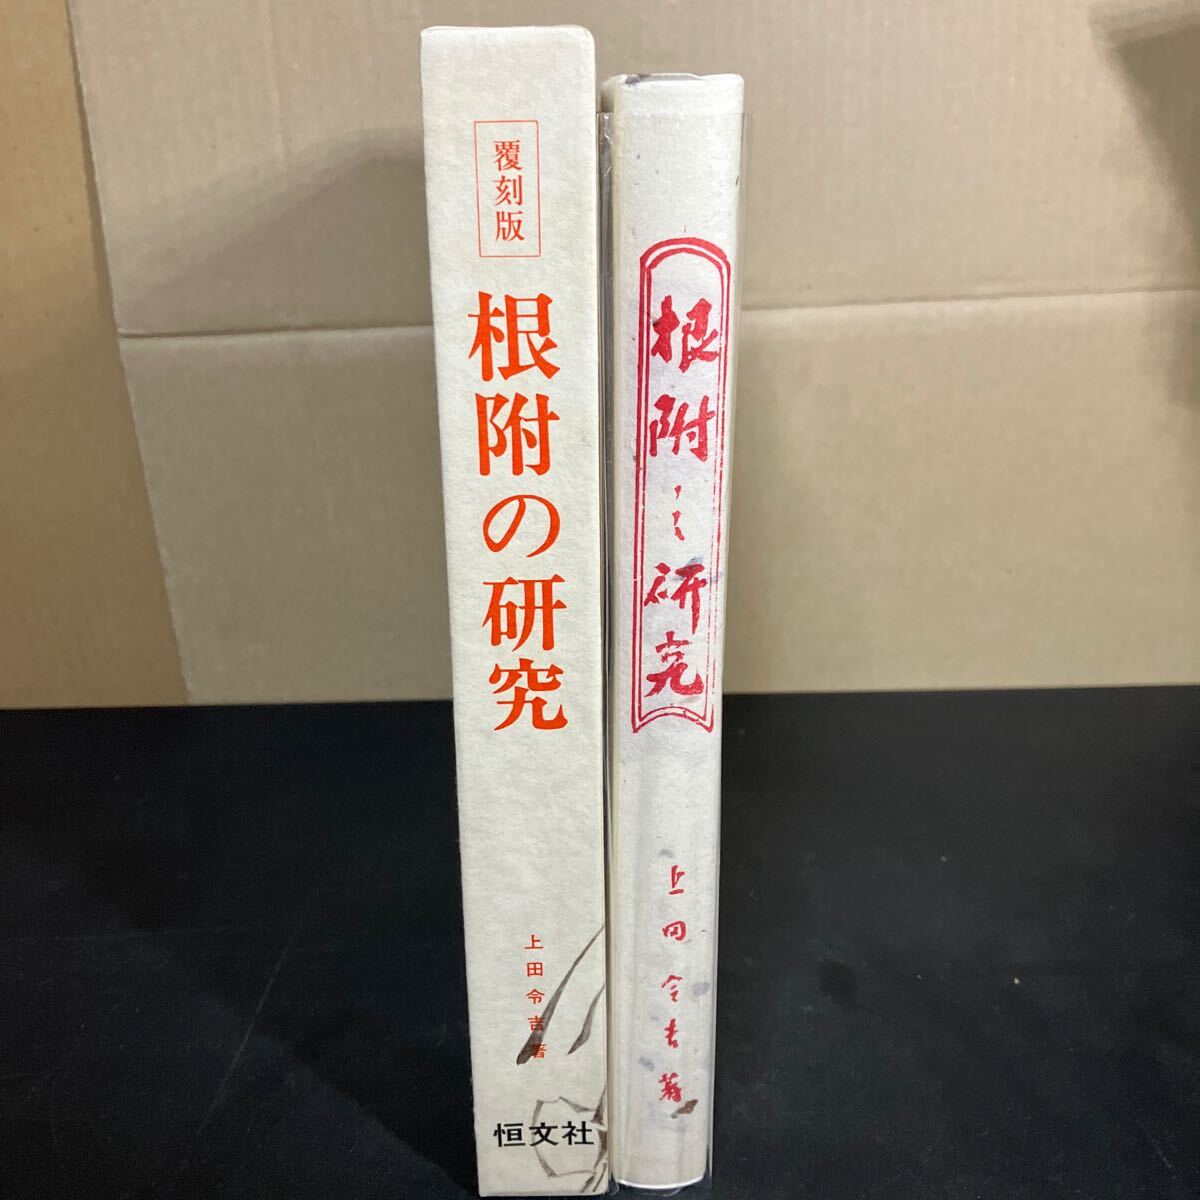 覆刻版
根附の研究
上田令吉著
恒文社
根附之研究
上田令吉著